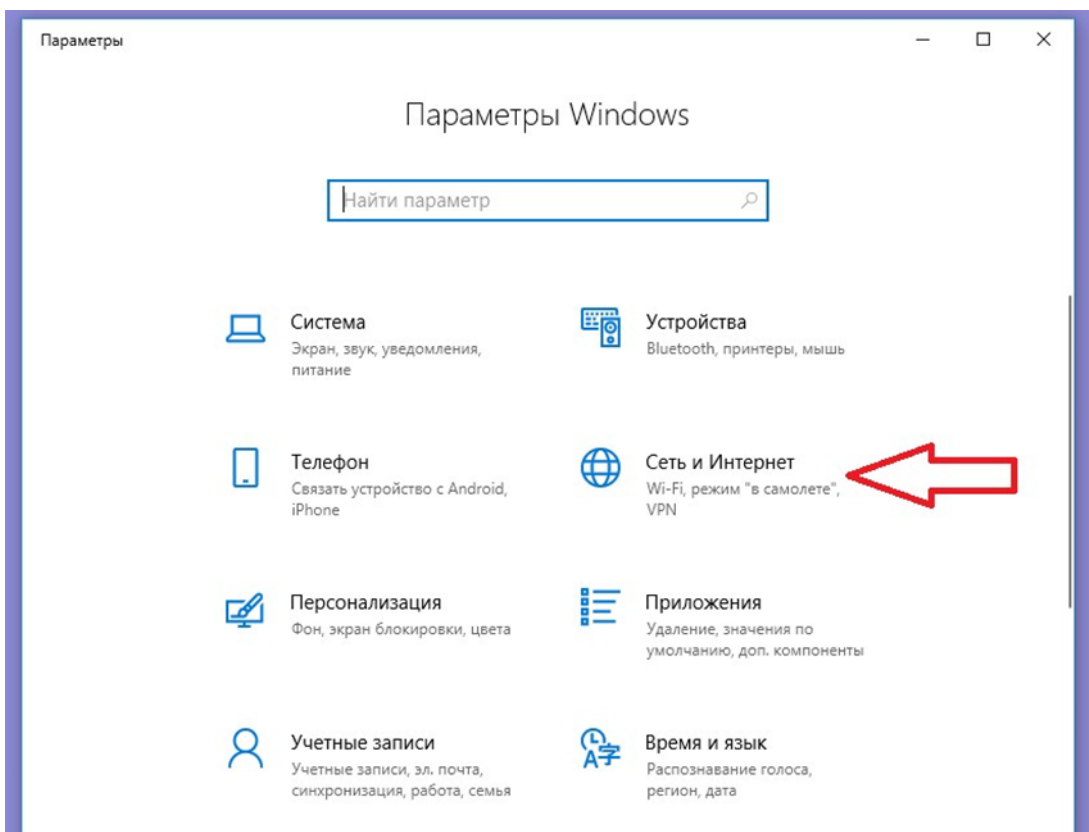 Параметры
Параметры Windows
Найти параметр
Система
Экран, звук, уведомления,
питание
Устройства
Bluetooth, принтеры, мышь
Телефон
Связать устройство с Android,
iPhone
Сеть и Интернет
Wi-Fi, режим "в самолете",
VPN
Персонализация
Фон, экран блокировки, цвета
Приложения
Удаление, значения по
умолчанию, доп. компоненты
Учетные записи
Учетные записи, эл. почта,
синхронизация, работа, семья
Время и язык
Распознавание голоса,
регион, дата